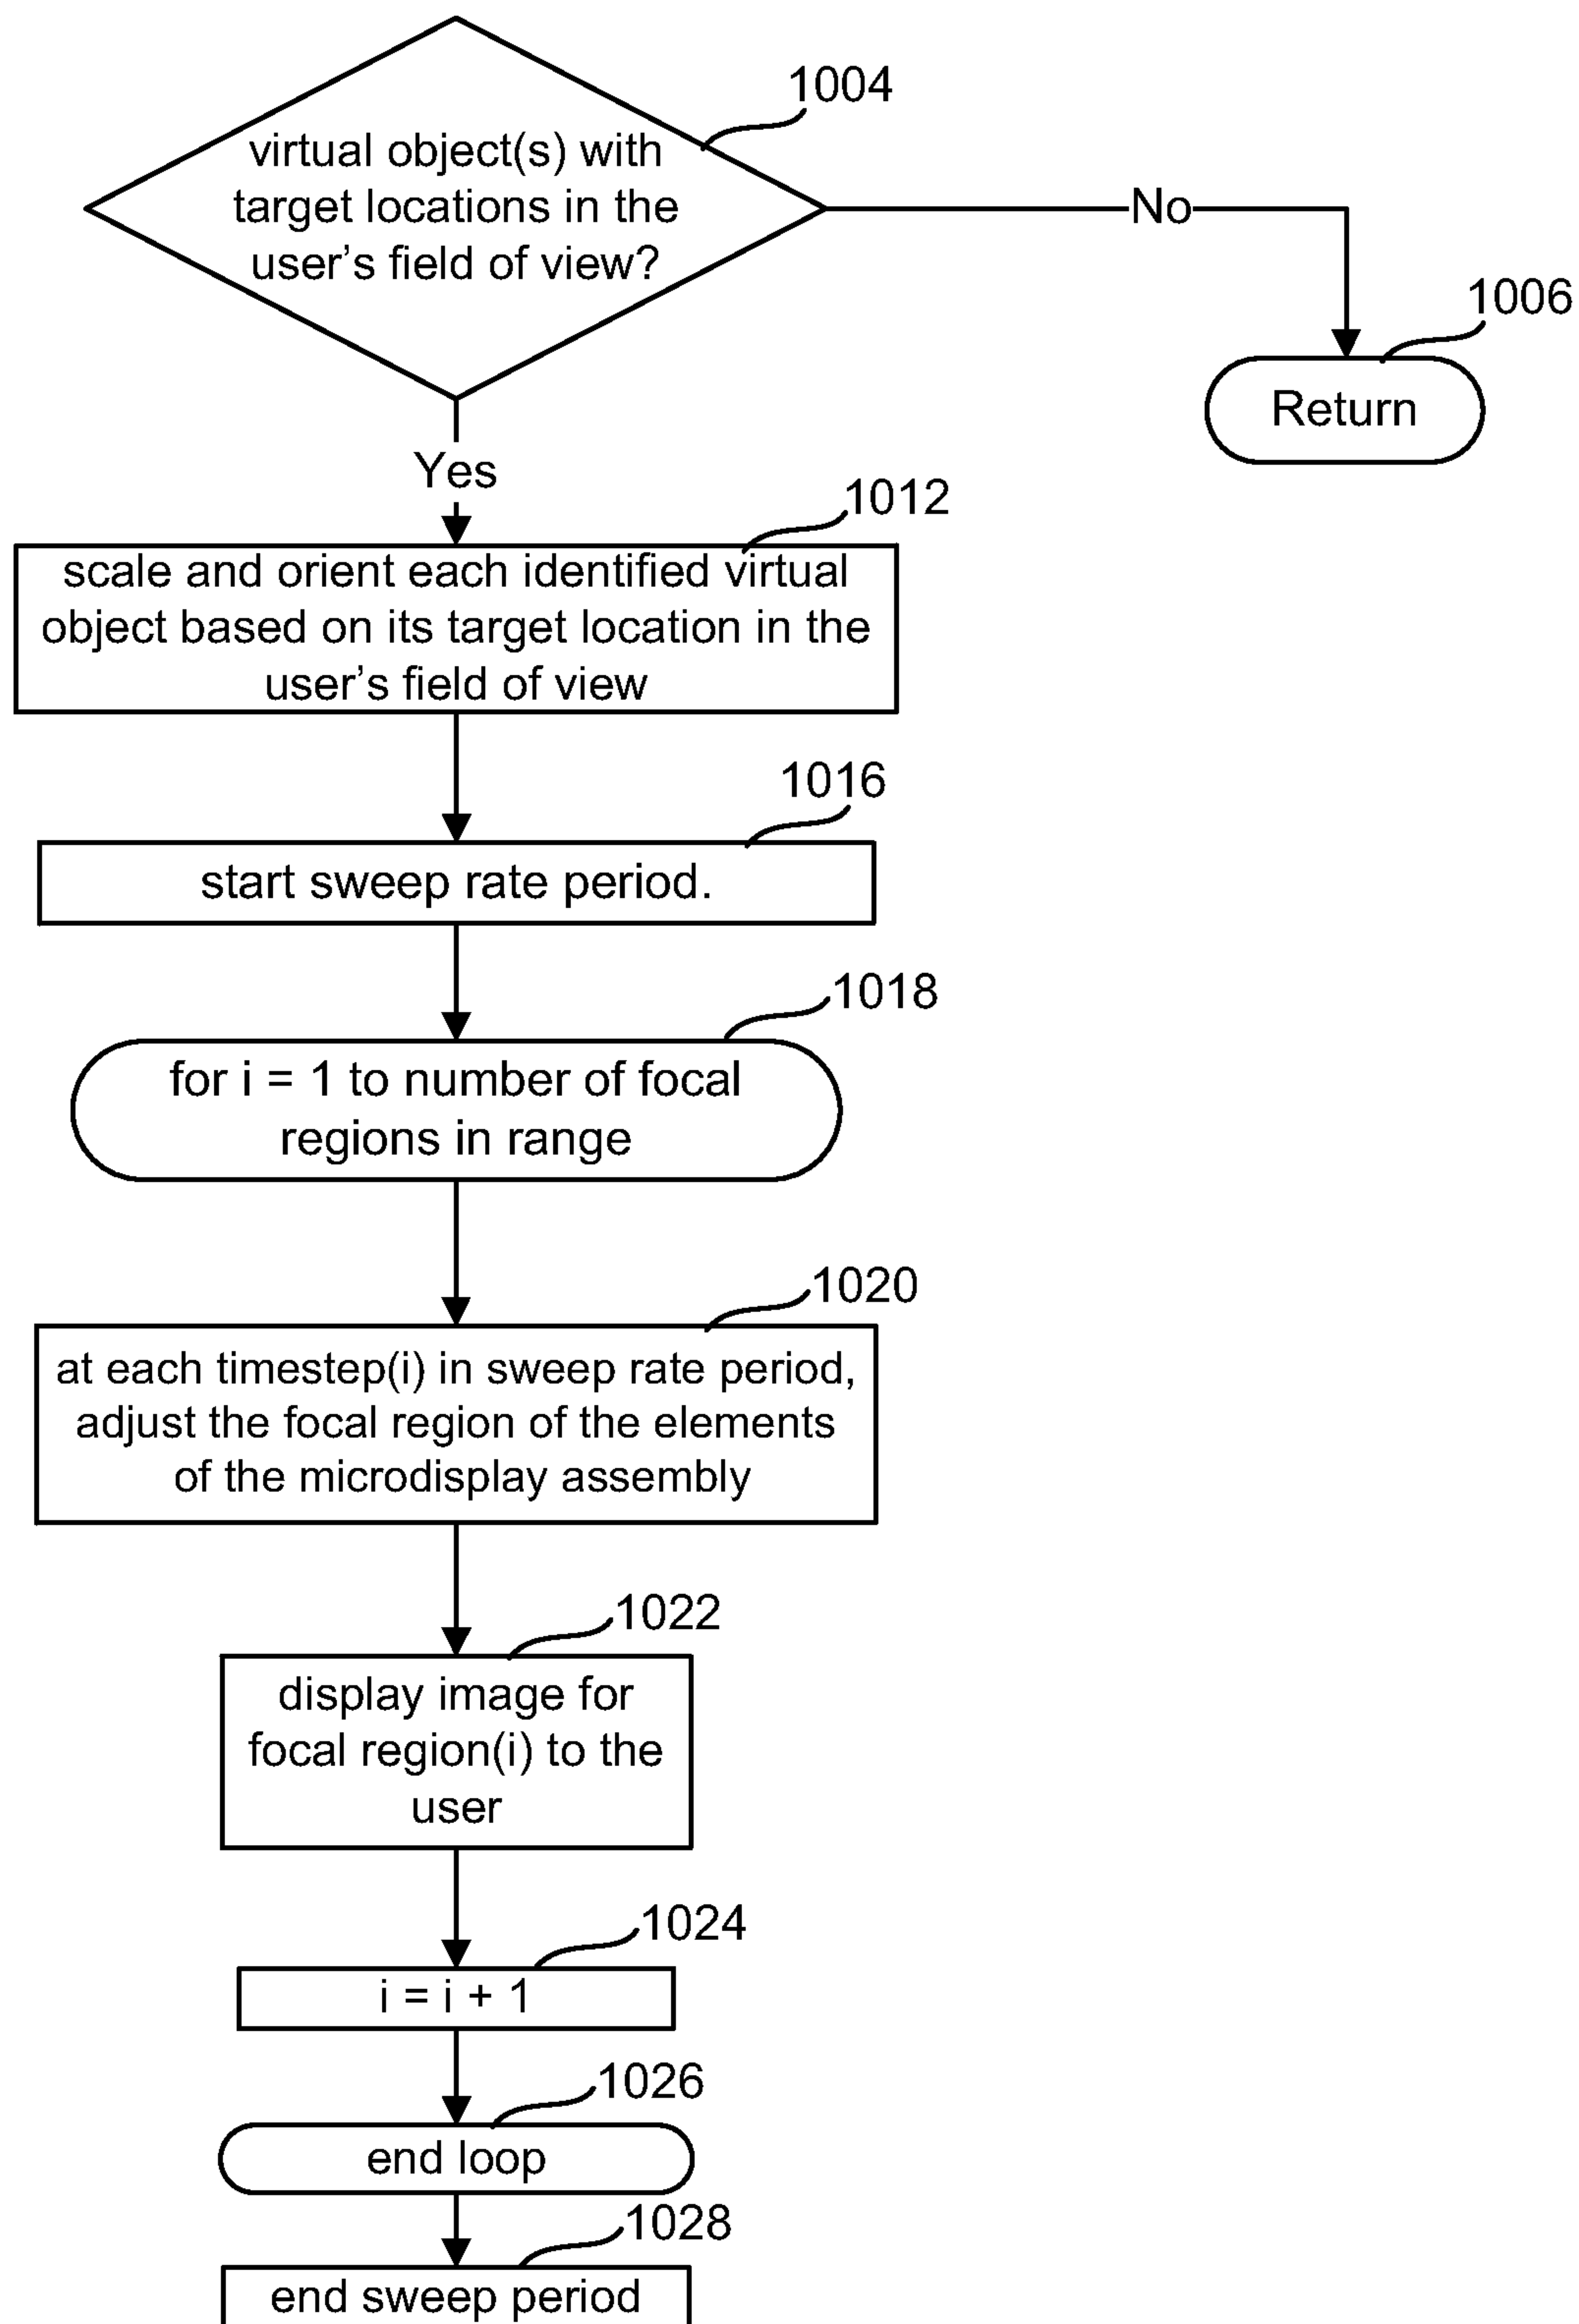 1004
virtual object(s) with
target locations in the
user's field of view?
No
1006
Return
Yes
1012
scale and orient each identified virtual
object based on its target location in the
user's field of view
1016
start sweep rate period.
1018
for i = 1 to number of focal
regions in range
1020
at each timestep(i) in sweep rate period,
adjust the focal region of the elements
of the microdisplay assembly
1022
display image for
focal region(i) to the
user
1024
i = i + 1
1026
end loop
1028
end sweep period